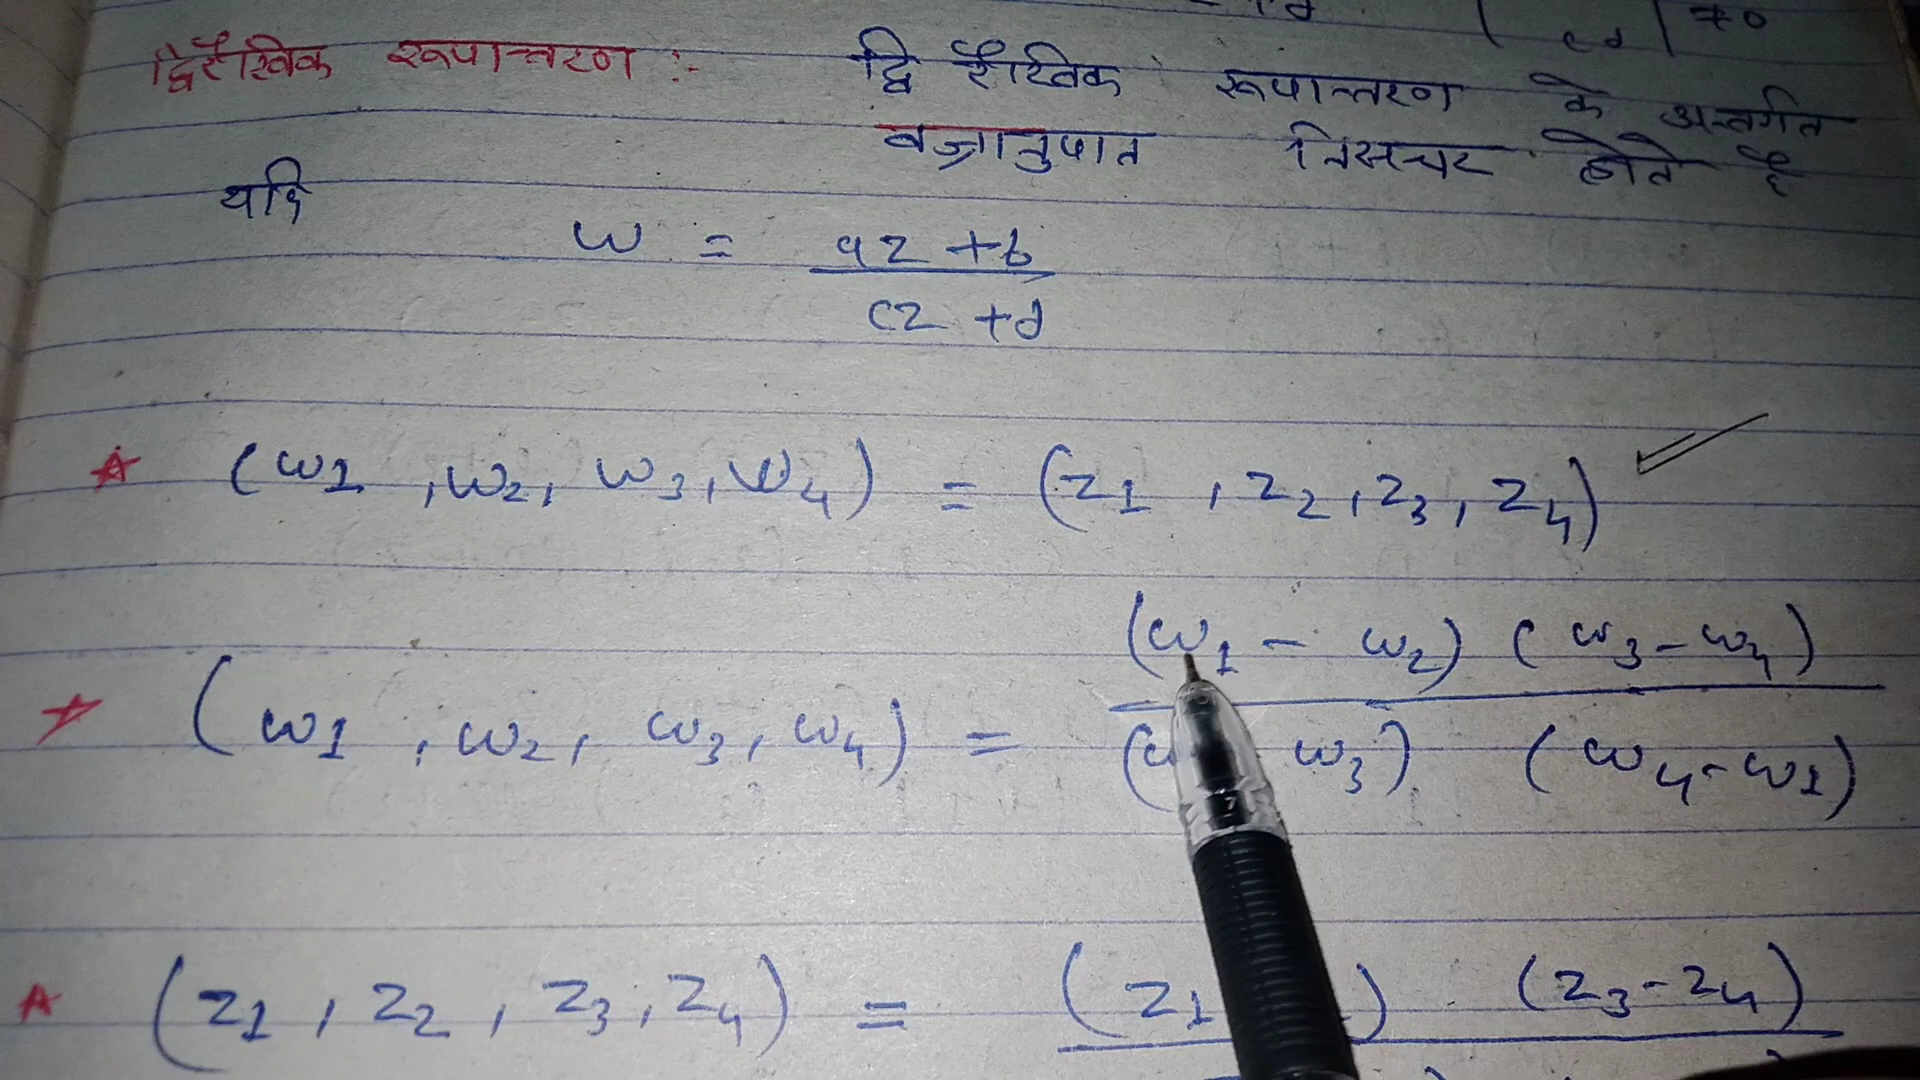 | c d | ≠ 0
द्विरैखिक रूपान्तरण :- द्वि रैखिक रूपान्तरण के अन्तर्गत
वज्रानुपात निश्चर होते है
यदि
w = az + b
cz + d
(w1 , w2, w3, w4) = (z1 , z2, z3, z4)
(w1 - w2) (w3 - w4)
(w1 , w2, w3, w4) =
w3) (w4 - w1)
(z1, z2, z3, z4) = (z1 ) (z3 - z4)